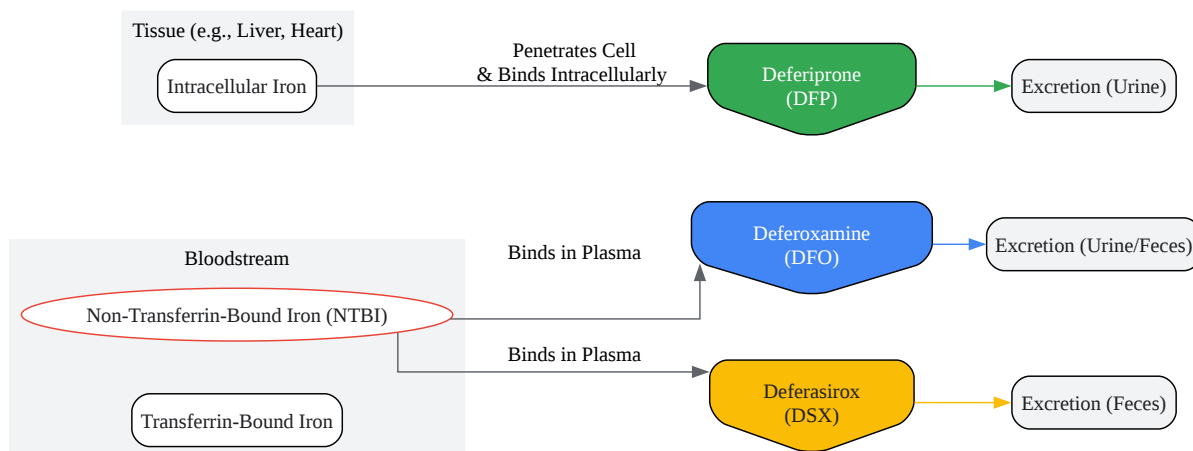 Tissue (e.g., Liver, Heart)
Intracellular Iron
Penetrates Cell
& Binds Intracellularly
Deferiprone
(DFP)
Excretion (Urine)
Bloodstream
Non-Transferrin-Bound Iron (NTBI)
Transferrin-Bound Iron
Binds in Plasma
Deferoxamine
(DFO)
Excretion (Urine/Feces)
Binds in Plasma
Deferasirox
(DSX)
Excretion (Feces)